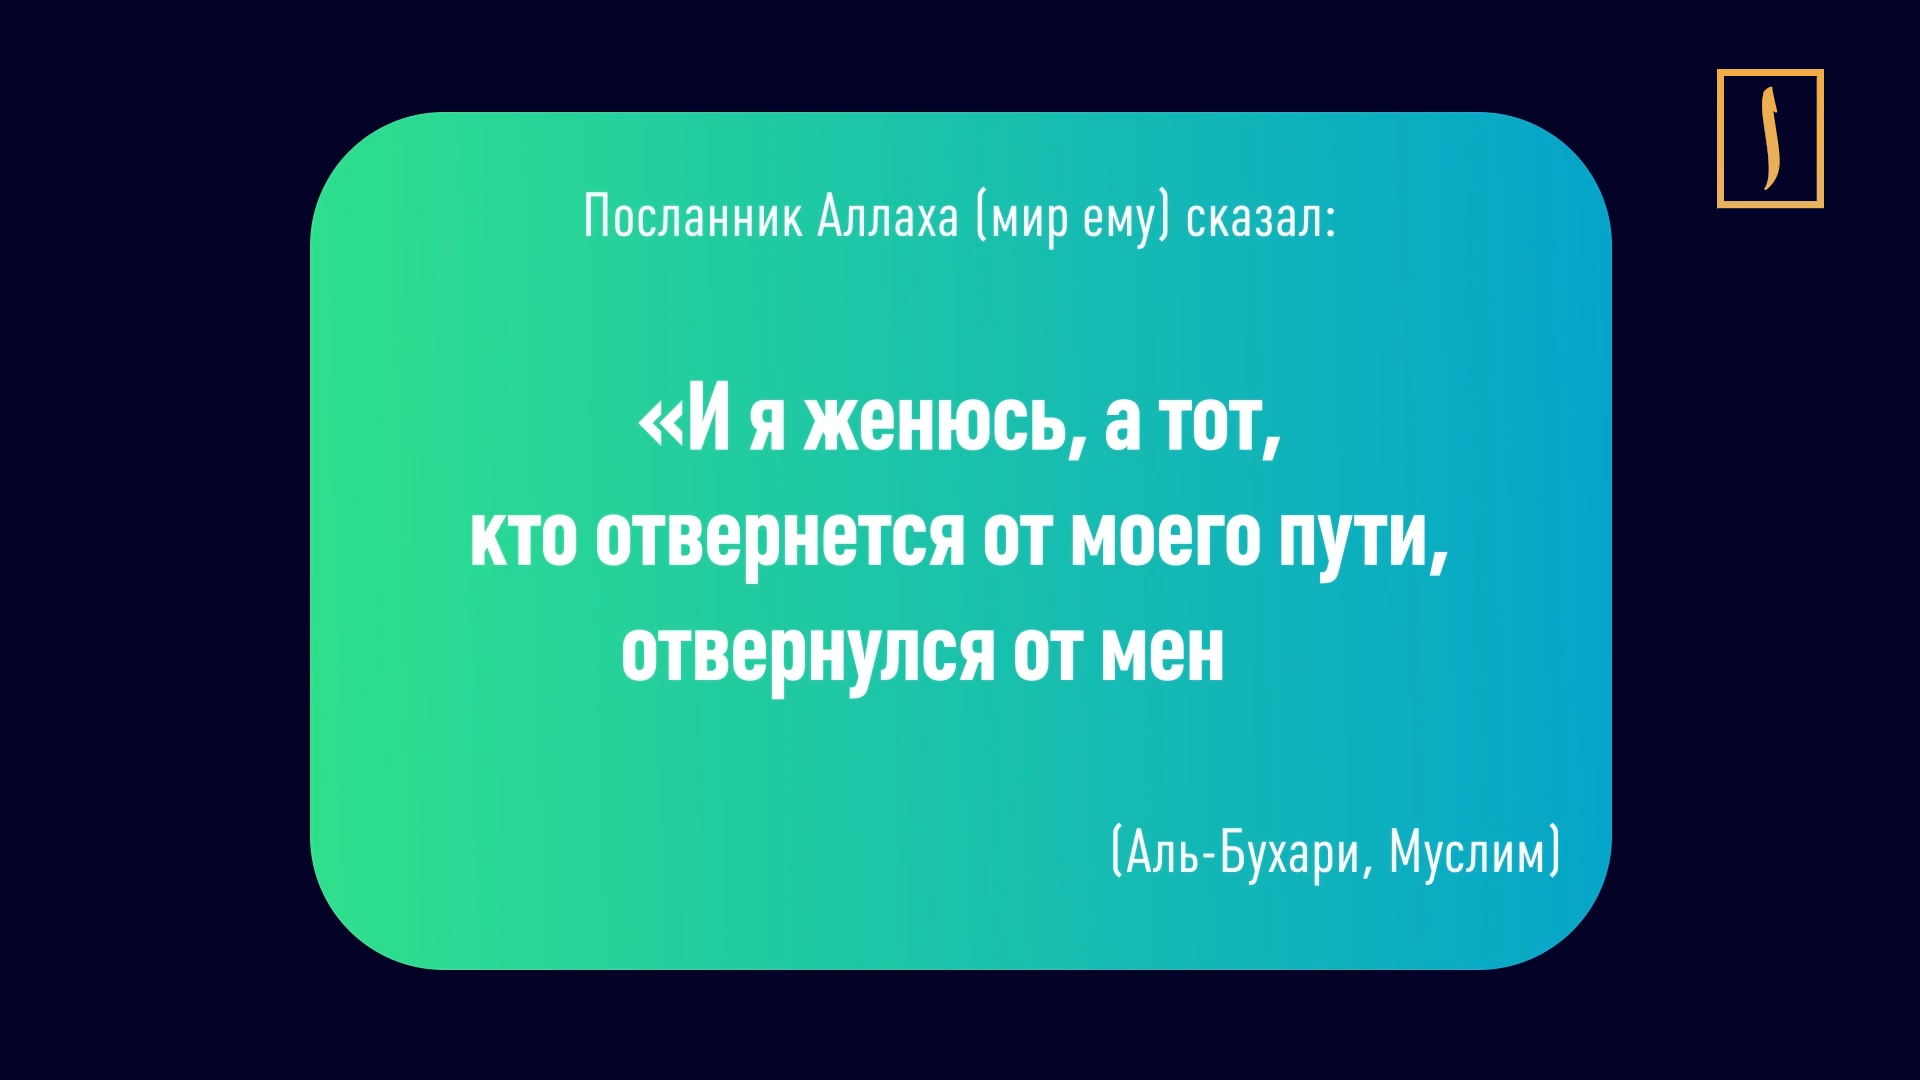 Посланник Аллаха (мир ему) сказал:
«И я женюсь, а тот,
кто отвернется от моего пути,
отвернулся от мен
(Аль-Бухари, Муслим)